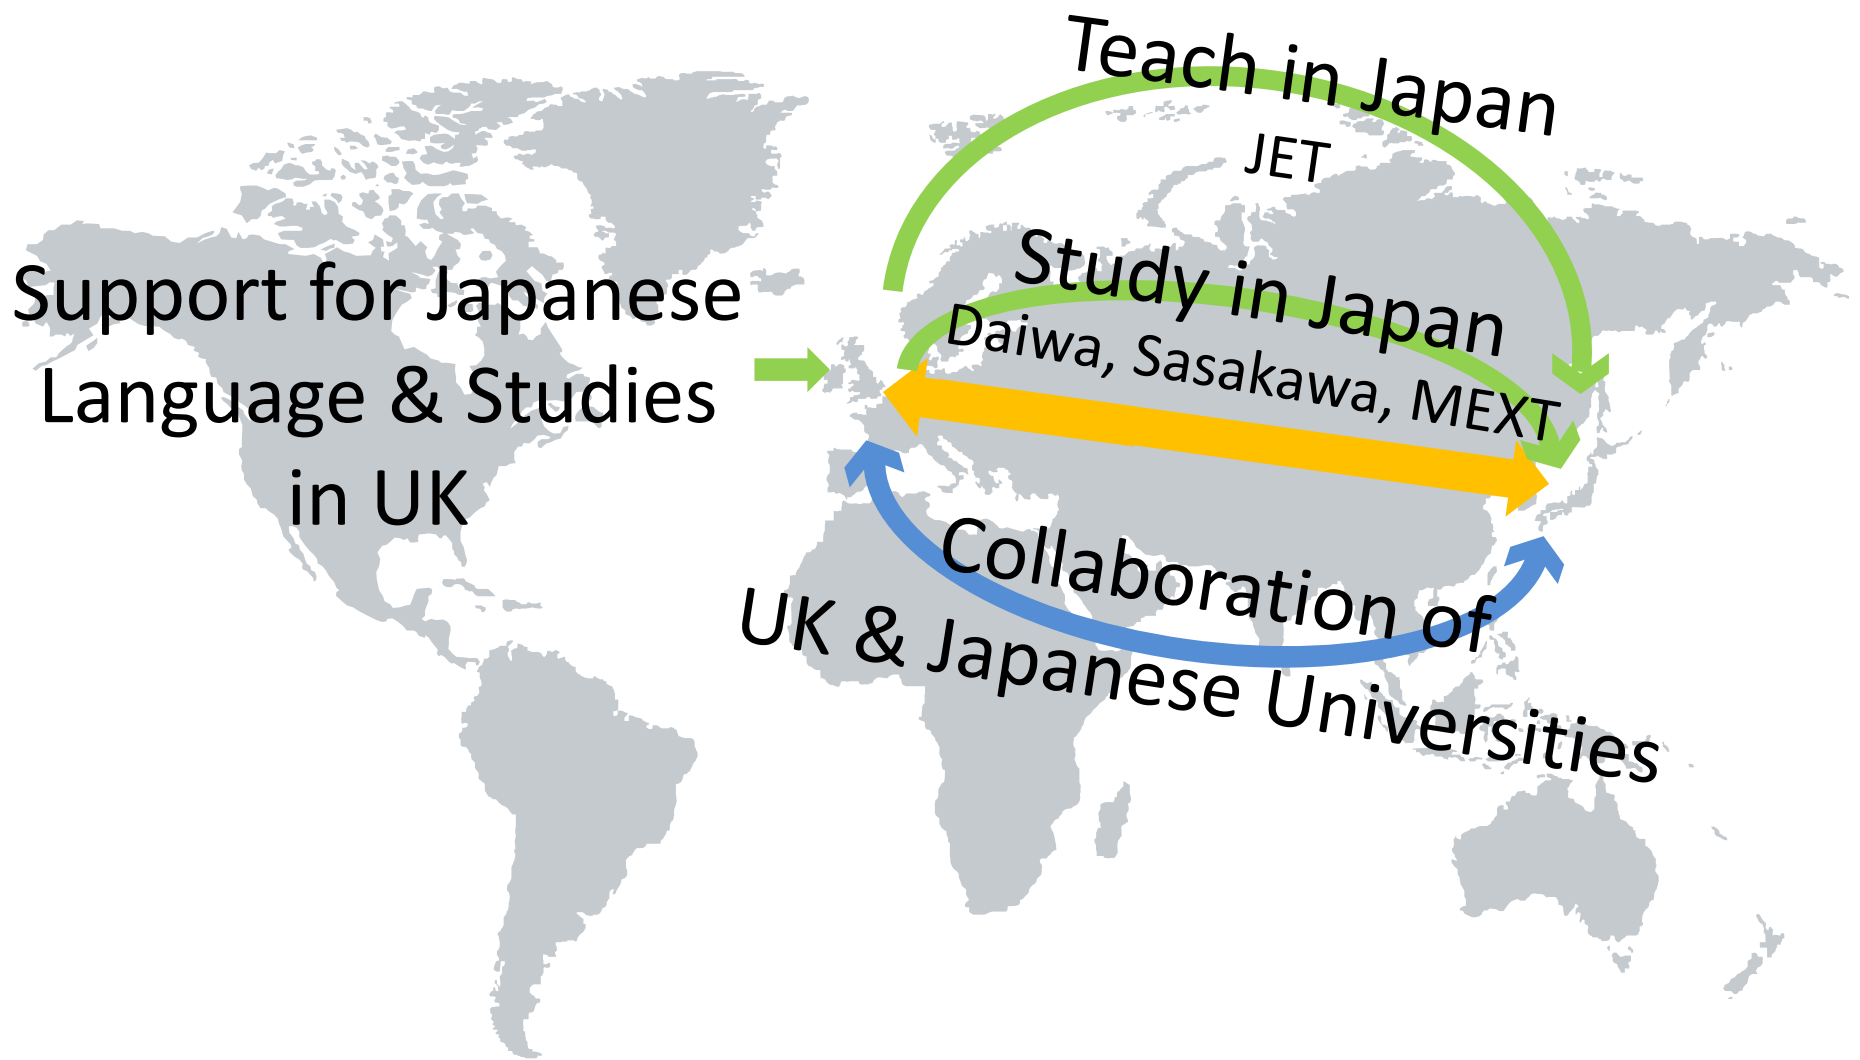 Teach in Japan
JET
Study in Japan
Daiwa, Sasakawa, MEXT
Support for Japanese
Language & Studies
in UK
Collaboration of
UK & Japanese Universities